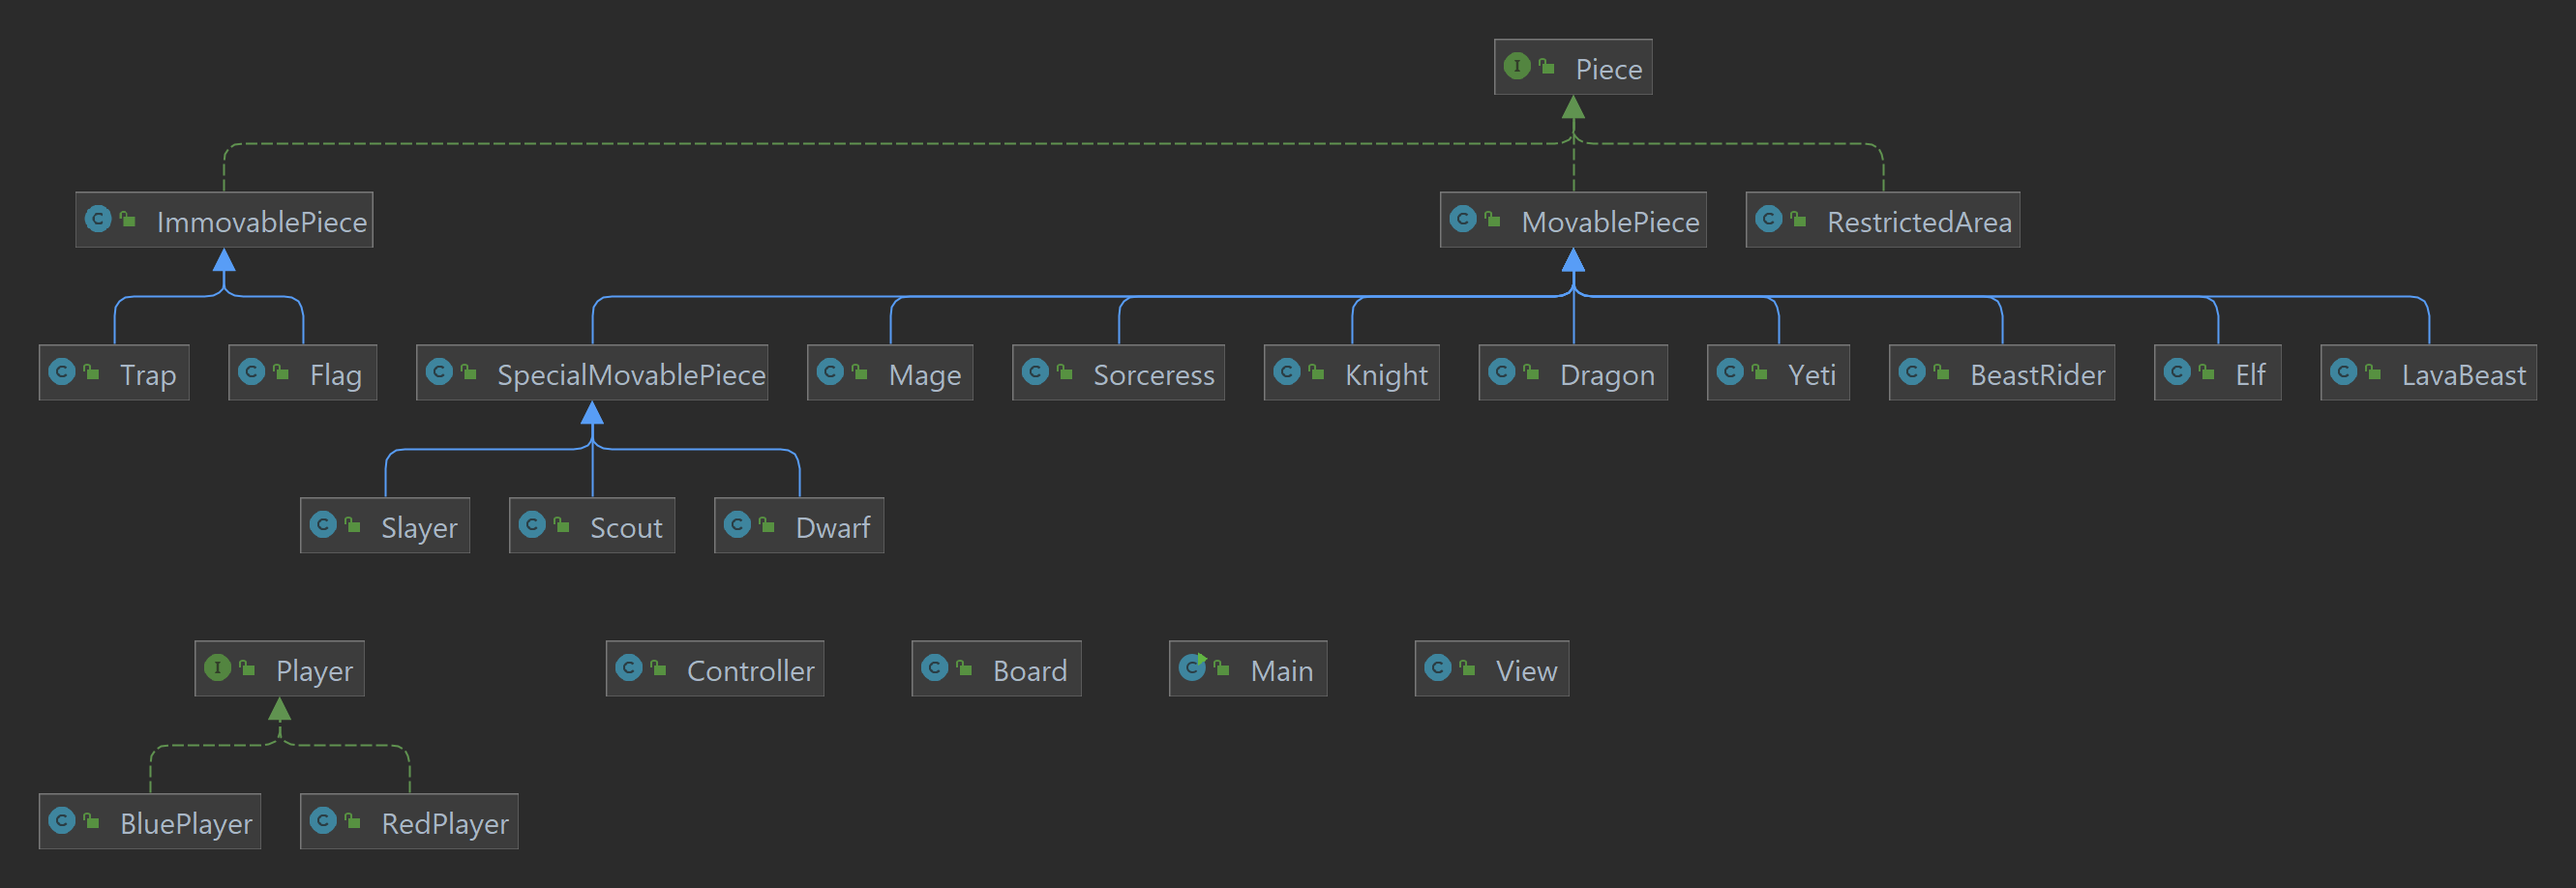 Piece
ImmovablePiece
MovablePiece
RestrictedArea
Trap
Flag
SpecialMovablePiece
Mage
Sorceress
Knight
Dragon
Yeti
BeastRider
Elf
LavaBeast
Slayer
Scout
Dwarf
Player
Controller
Board
Main
View
BluePlayer
RedPlayer